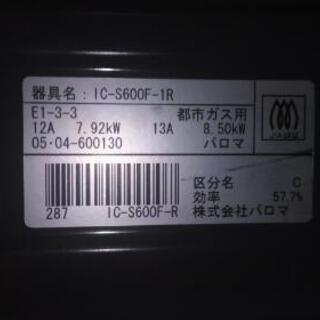 器具名：IC-S600F-1R
E1-3-3 都市ガス用
12A 7.92kW 13A 8.50kW
05・04-600130 パロマ
区分名 C
効率 57.7%
287 IC-S600F-R 株式会社パロマ